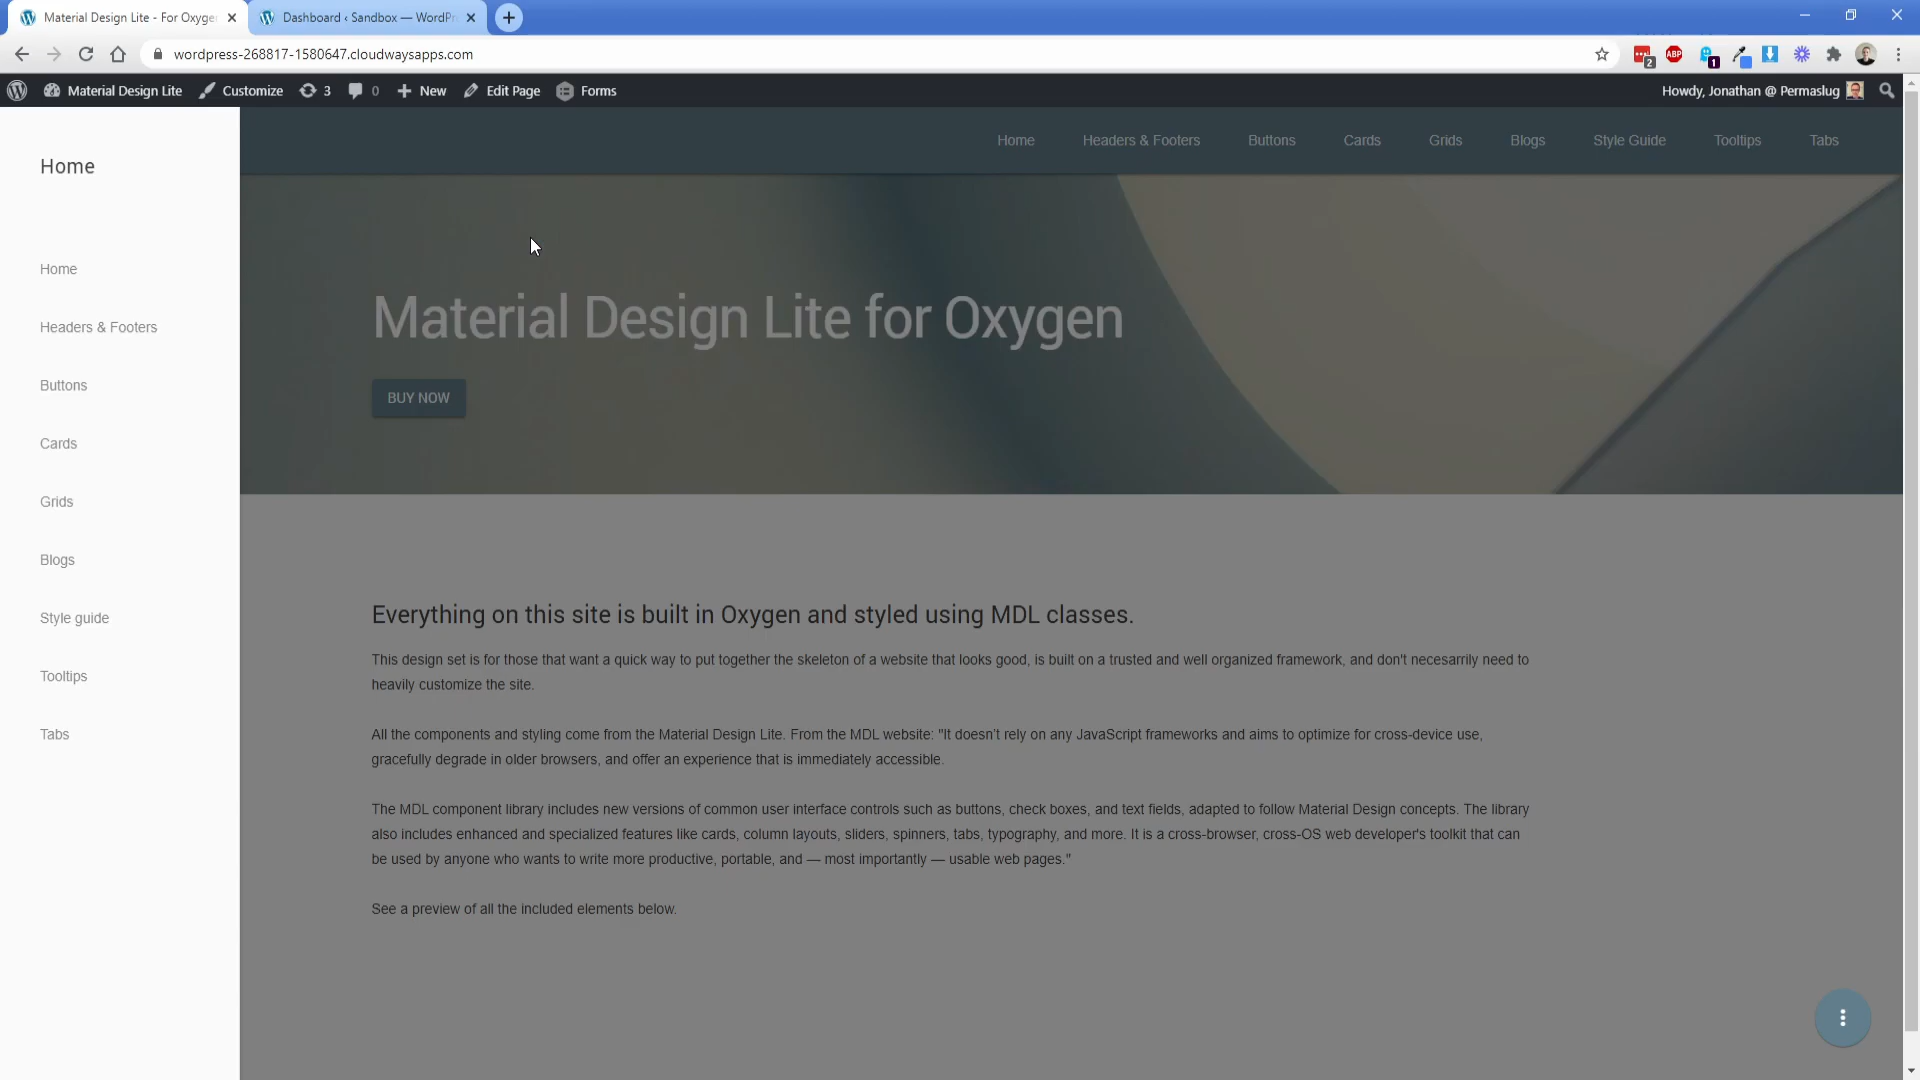 Material Design Lite - For Oxyge
Dashboard ‹ Sandbox — WordPr
wordpress-268817-1580647.cloudwaysapps.com
2
ABP
1
Material Design Lite
Customize
3
0
New
Edit Page
Forms
Howdy, Jonathan @ Permaslug
Home
Headers & Footers
Buttons
Cards
Grids
Blogs
Style Guide
Tooltips
Tabs
Home
Home
Headers & Footers
Buttons
Cards
Grids
Blogs
Style guide
Tooltips
Tabs
Material Design Lite for Oxygen
BUY NOW
Everything on this site is built in Oxygen and styled using MDL classes.
This design set is for those that want a quick way to put together the skeleton of a website that looks good, is built on a trusted and well organized framework, and don't necesarrily need to
heavily customize the site.
All the components and styling come from the Material Design Lite. From the MDL website: "It doesn’t rely on any JavaScript frameworks and aims to optimize for cross-device use,
gracefully degrade in older browsers, and offer an experience that is immediately accessible.
The MDL component library includes new versions of common user interface controls such as buttons, check boxes, and text fields, adapted to follow Material Design concepts. The library
also includes enhanced and specialized features like cards, column layouts, sliders, spinners, tabs, typography, and more. It is a cross-browser, cross-OS web developer's toolkit that can
be used by anyone who wants to write more productive, portable, and — most importantly — usable web pages."
See a preview of all the included elements below.